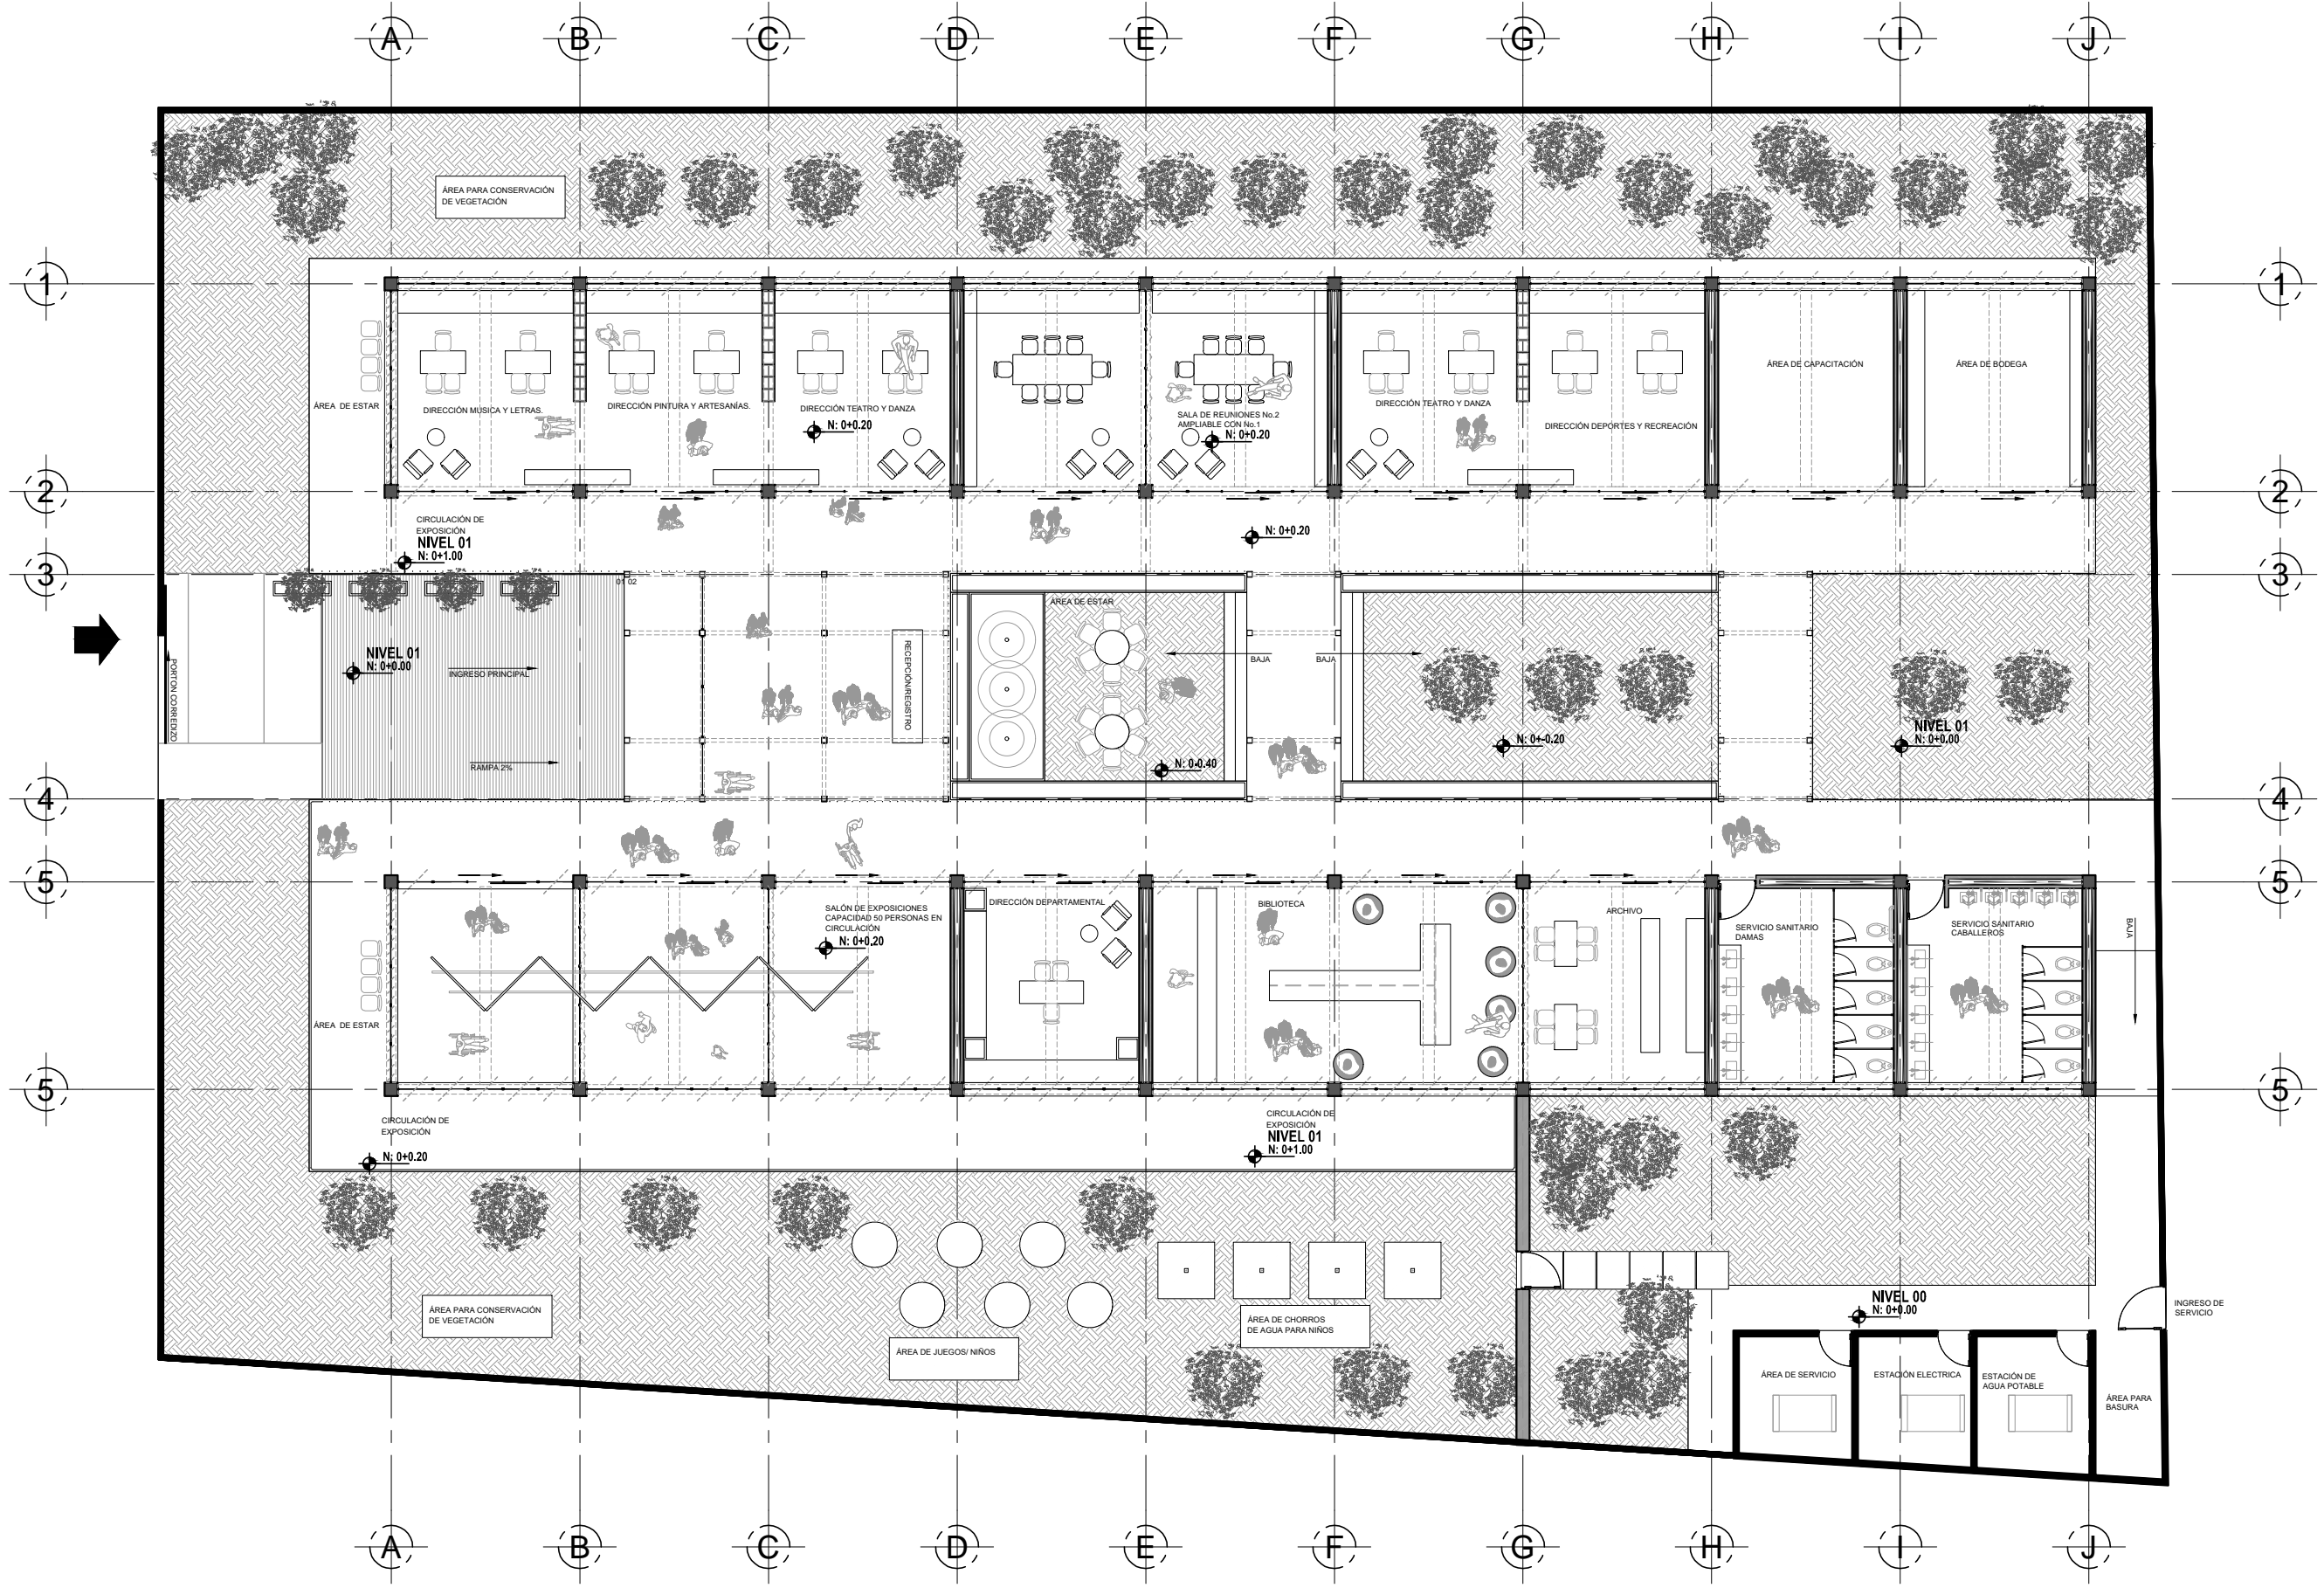 A B C D E F G H I J
ÁREA PARA CONSERVACIÓN
DE VEGETACIÓN
1
1
ÁREA DE ESTAR
DIRECCIÓN MÚSICA Y LETRAS.
DIRECCIÓN PINTURA Y ARTESANÍAS.
DIRECCIÓN TEATRO Y DANZA
N: 0+0.20
SALA DE REUNIONES No.2
AMPLIABLE CON No.1
N: 0+0.20
DIRECCIÓN TEATRO Y DANZA
DIRECCIÓN DEPORTES Y RECREACIÓN
ÁREA DE CAPACITACIÓN
ÁREA DE BODEGA
2
2
CIRCULACIÓN DE
EXPOSICIÓN
NIVEL 01
N: 0+1.00
N: 0+0.20
3
3
01 02
PORTON CORREDIZO
NIVEL 01
N: 0+0.00
INGRESO PRINCIPAL
RAMPA 2%
RECEPCIÓN/REGISTRO
ÁREA DE ESTAR
BAJA
BAJA
N: 0-0.40
N: 0+-0.20
NIVEL 01
N: 0+0.00
4
4
5
5
SALÓN DE EXPOSICIONES
CAPACIDAD 50 PERSONAS EN
CIRCULACIÓN
N: 0+0.20
DIRECCIÓN DEPARTAMENTAL
BIBLIOTECA
ARCHIVO
SERVICIO SANITARIO
DAMAS
SERVICIO SANITARIO
CABALLEROS
BAJA
ÁREA DE ESTAR
5
5
CIRCULACIÓN DE
EXPOSICIÓN
N: 0+0.20
CIRCULACIÓN DE
EXPOSICIÓN
NIVEL 01
N: 0+1.00
ÁREA PARA CONSERVACIÓN
DE VEGETACIÓN
ÁREA DE JUEGOS/ NIÑOS
ÁREA DE CHORROS
DE AGUA PARA NIÑOS
NIVEL 00
N: 0+0.00
INGRESO DE
SERVICIO
ÁREA DE SERVICIO
ESTACIÓN ELECTRICA
ESTACIÓN DE
AGUA POTABLE
ÁREA PARA
BASURA
A B C D E F G H I J